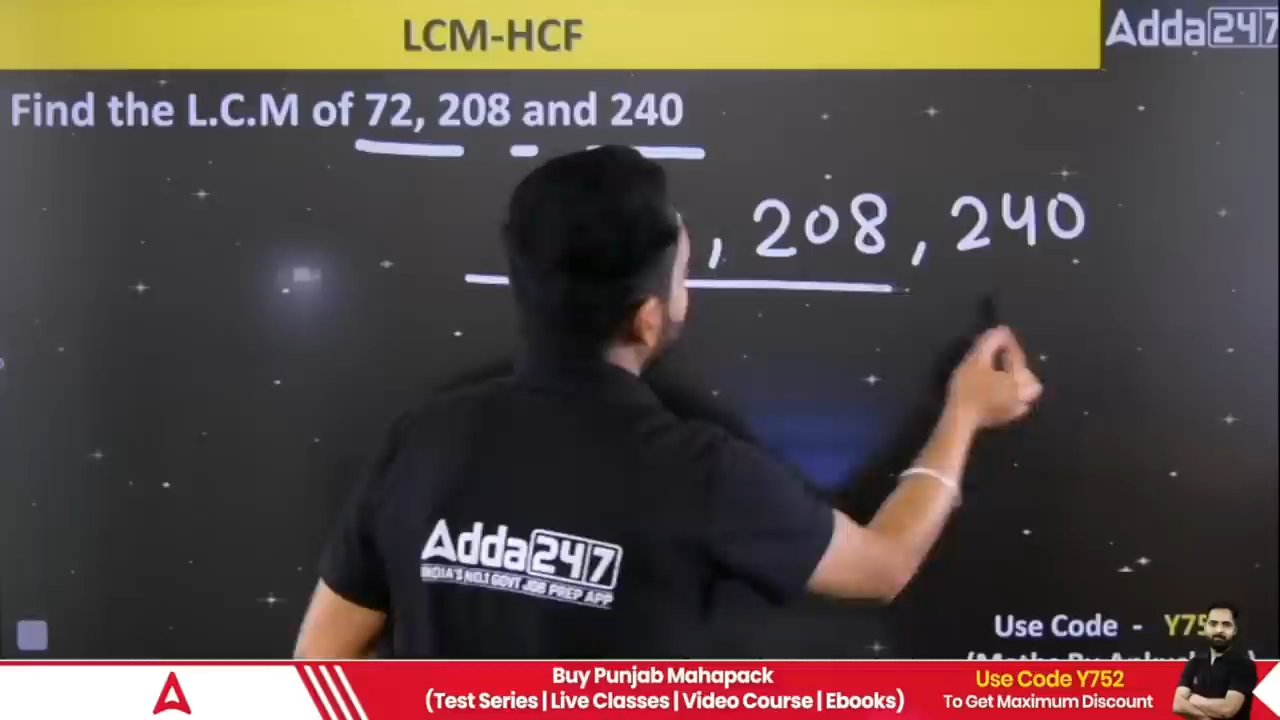 LCM-HCF
Adda247
Find the L.C.M of 72, 208 and 240
, 208, 240
Adda247
INDIA'S NO.1 GOVT JOB PREP APP
Use Code -
Buy Punjab Mahapack
(Test Series | Live Classes | Video Course | Ebooks)
Use Code Y752
To Get Maximum Discount